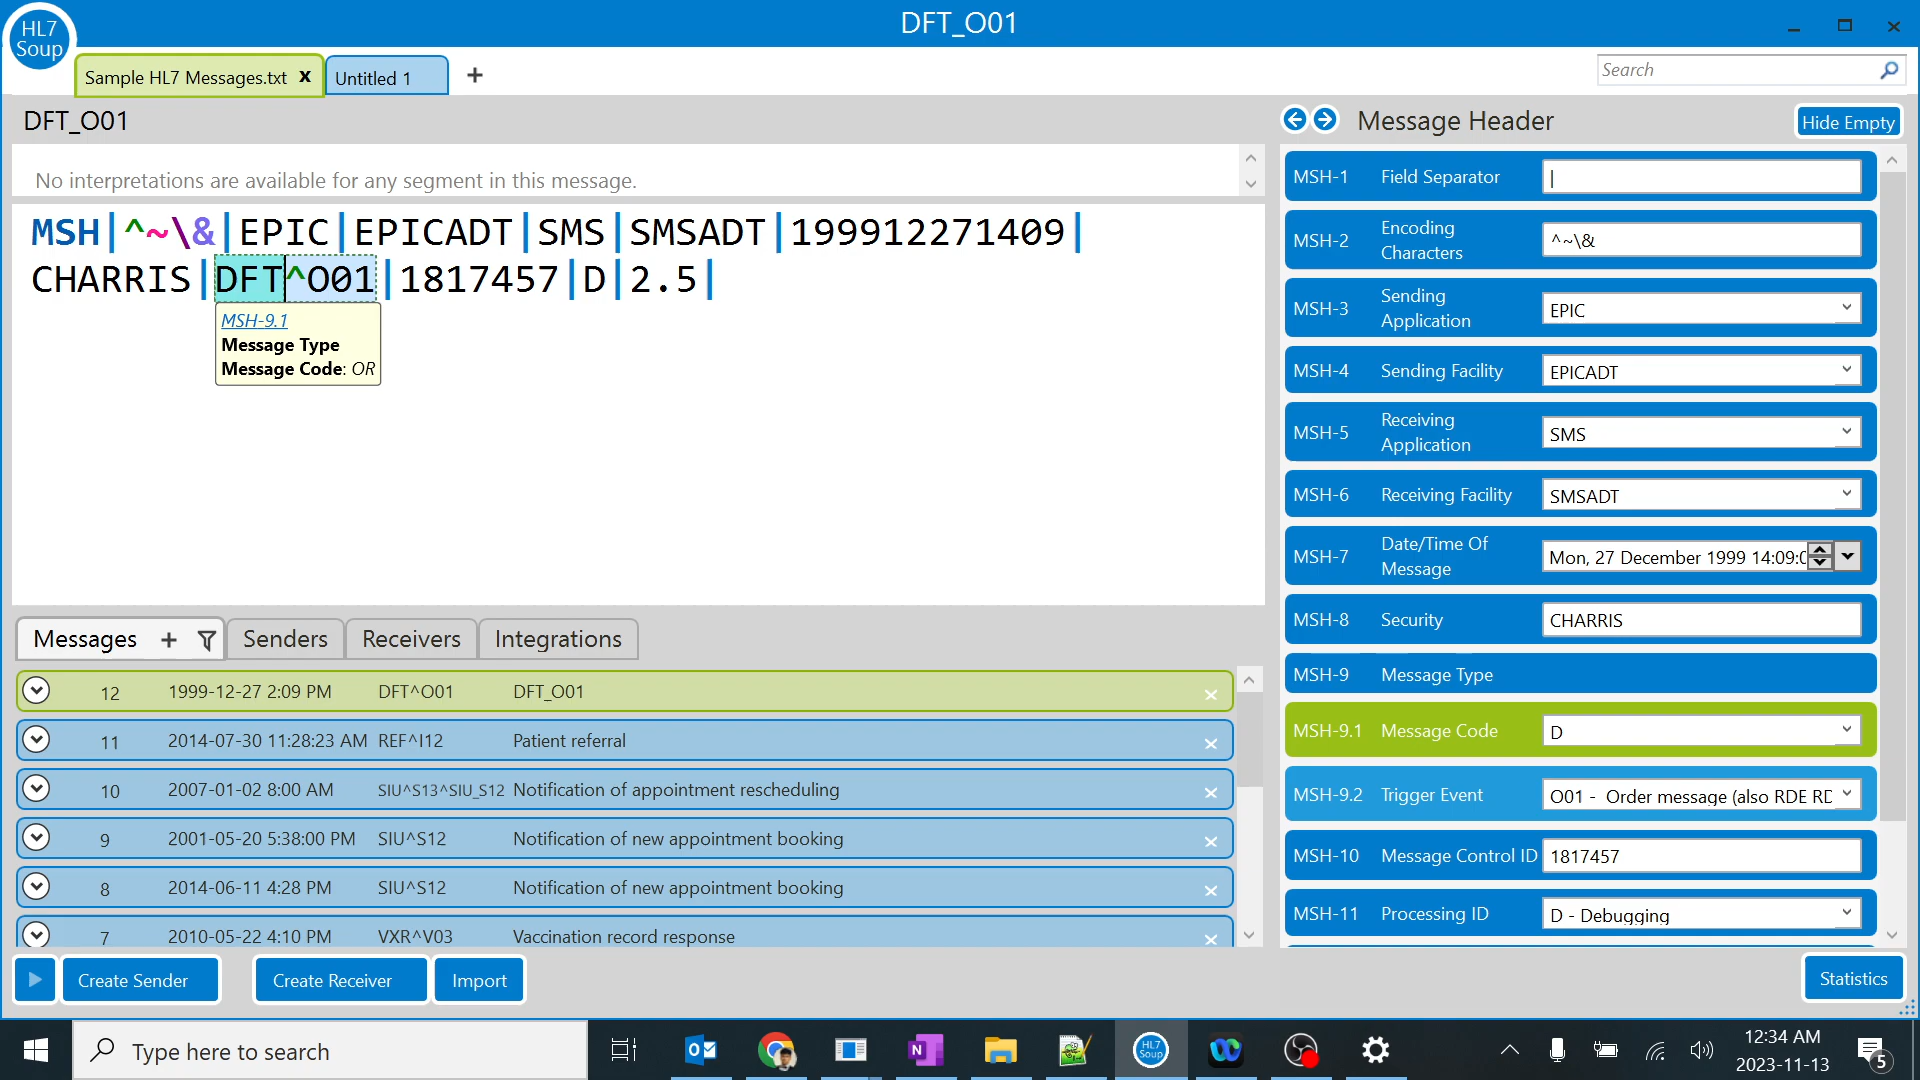 HL7
Soup
DFT_O01
Sample HL7 Messages.txt x
Untitled 1
+
Search
DFT_O01
No interpretations are available for any segment in this message.
MSH|^~\&|EPIC|EPICADT|SMS|SMSADT|199912271409|
CHARRIS|DFT^O01|1817457|D|2.5|
MSH-9.1
Message Type
Message Code: OR
Message Header
Hide Empty
MSH-1 Field Separator |
MSH-2 Encoding Characters ^~\&
MSH-3 Sending Application EPIC
MSH-4 Sending Facility EPICADT
MSH-5 Receiving Application SMS
MSH-6 Receiving Facility SMSADT
MSH-7 Date/Time Of Message Mon, 27 December 1999 14:09:0
MSH-8 Security CHARRIS
MSH-9 Message Type
MSH-9.1 Message Code D
MSH-9.2 Trigger Event O01 - Order message (also RDE RD
MSH-10 Message Control ID 1817457
MSH-11 Processing ID D - Debugging
Messages + Senders Receivers Integrations
12 1999-12-27 2:09 PM DFT^O01 DFT_O01
11 2014-07-30 11:28:23 AM REF^I12 Patient referral
10 2007-01-02 8:00 AM SIU^S13^SIU_S12 Notification of appointment rescheduling
9 2001-05-20 5:38:00 PM SIU^S12 Notification of new appointment booking
8 2014-06-11 4:28 PM SIU^S12 Notification of new appointment booking
7 2010-05-22 4:10 PM VXR^V03 Vaccination record response
Create Sender
Create Receiver
Import
Statistics
Type here to search
HL7
Soup
12:34 AM
2023-11-13
5